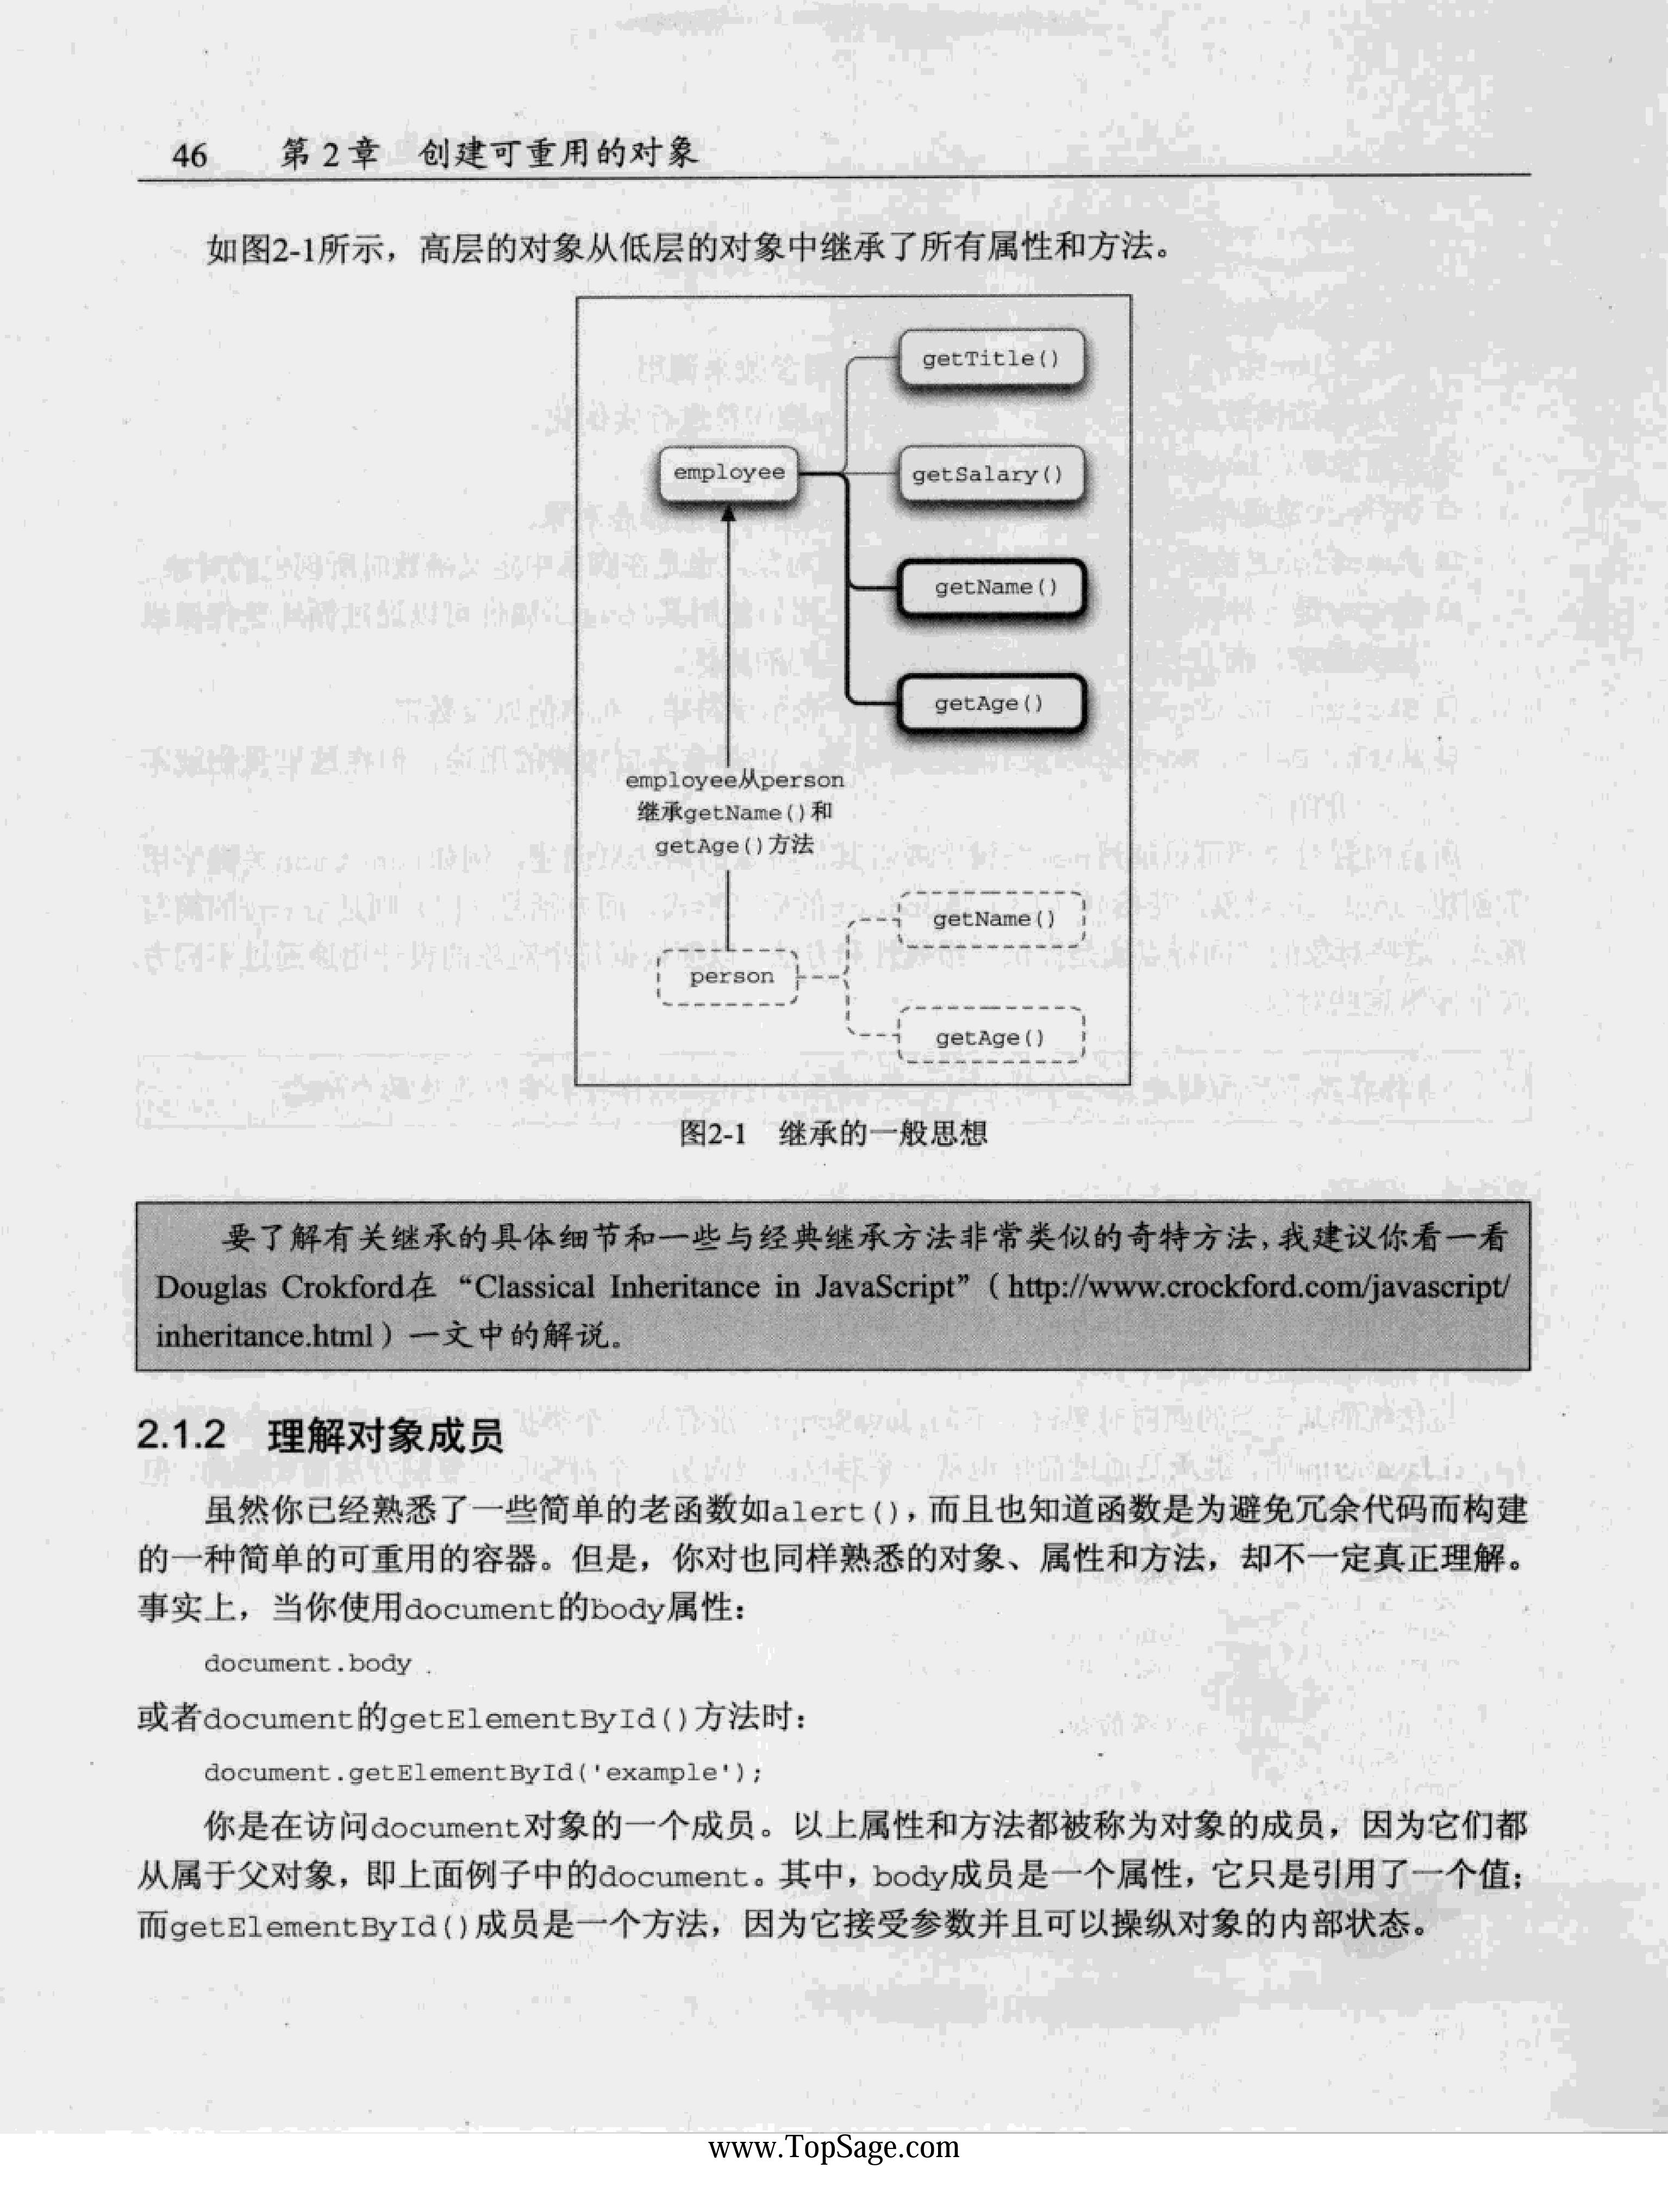 46 第 2 章 创建可重用的对象
如图2-1所示，高层的对象从低层的对象中继承了所有属性和方法。
getTitle()
employee
getSalary()
getName()
getAge()
employee从person
继承getName()和
getAge()方法
getName()
person
getAge()
图2-1 继承的一般思想
要了解有关继承的具体细节和一些与经典继承方法非常类似的奇特方法，我建议你看一看
Douglas Crokford在 “Classical Inheritance in JavaScript”（http://www.crockford.com/javascript/
inheritance.html）一文中的解说。
2.1.2 理解对象成员
虽然你已经熟悉了一些简单的老函数如alert()，而且也知道函数是为避免冗余代码而构建
的一种简单的可重用的容器。但是，你对也同样熟悉的对象、属性和方法，却不一定真正理解。
事实上，当你使用document的body属性：
document.body
或者document的getElementById()方法时：
document.getElementById('example');
你是在访问document对象的一个成员。以上属性和方法都被称为对象的成员，因为它们都
从属于父对象，即上面例子中的document。其中，body成员是一个属性，它只是引用了一个值；
而getElementById()成员是一个方法，因为它接受参数并且可以操纵对象的内部状态。
www.TopSage.com